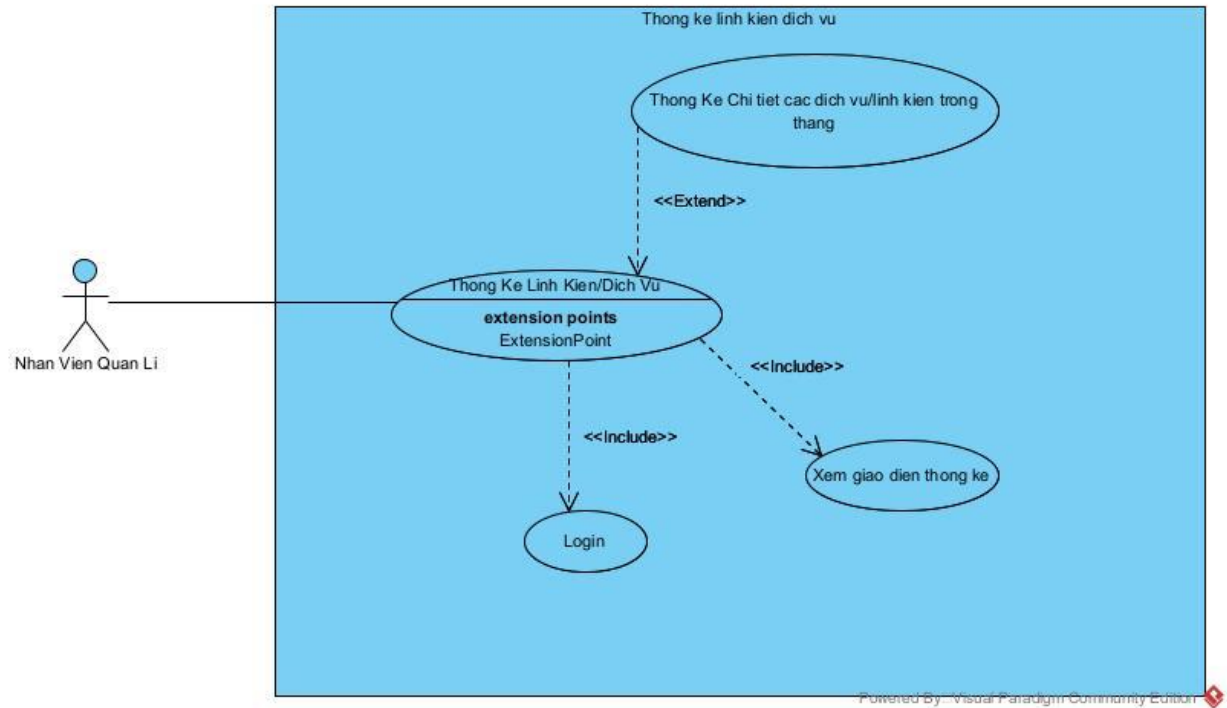 Thong ke linh kien dich vu
Thong Ke Chi tiet cac dich vu/linh kien trong
thang
<<Extend>>
Thong Ke Linh Kien/Dich Vu
extension points
ExtensionPoint
Nhan Vien Quan Li
<<Include>>
<<Include>>
Xem giao dien thong ke
Login
Powered By Visual Paradigm Community Edition